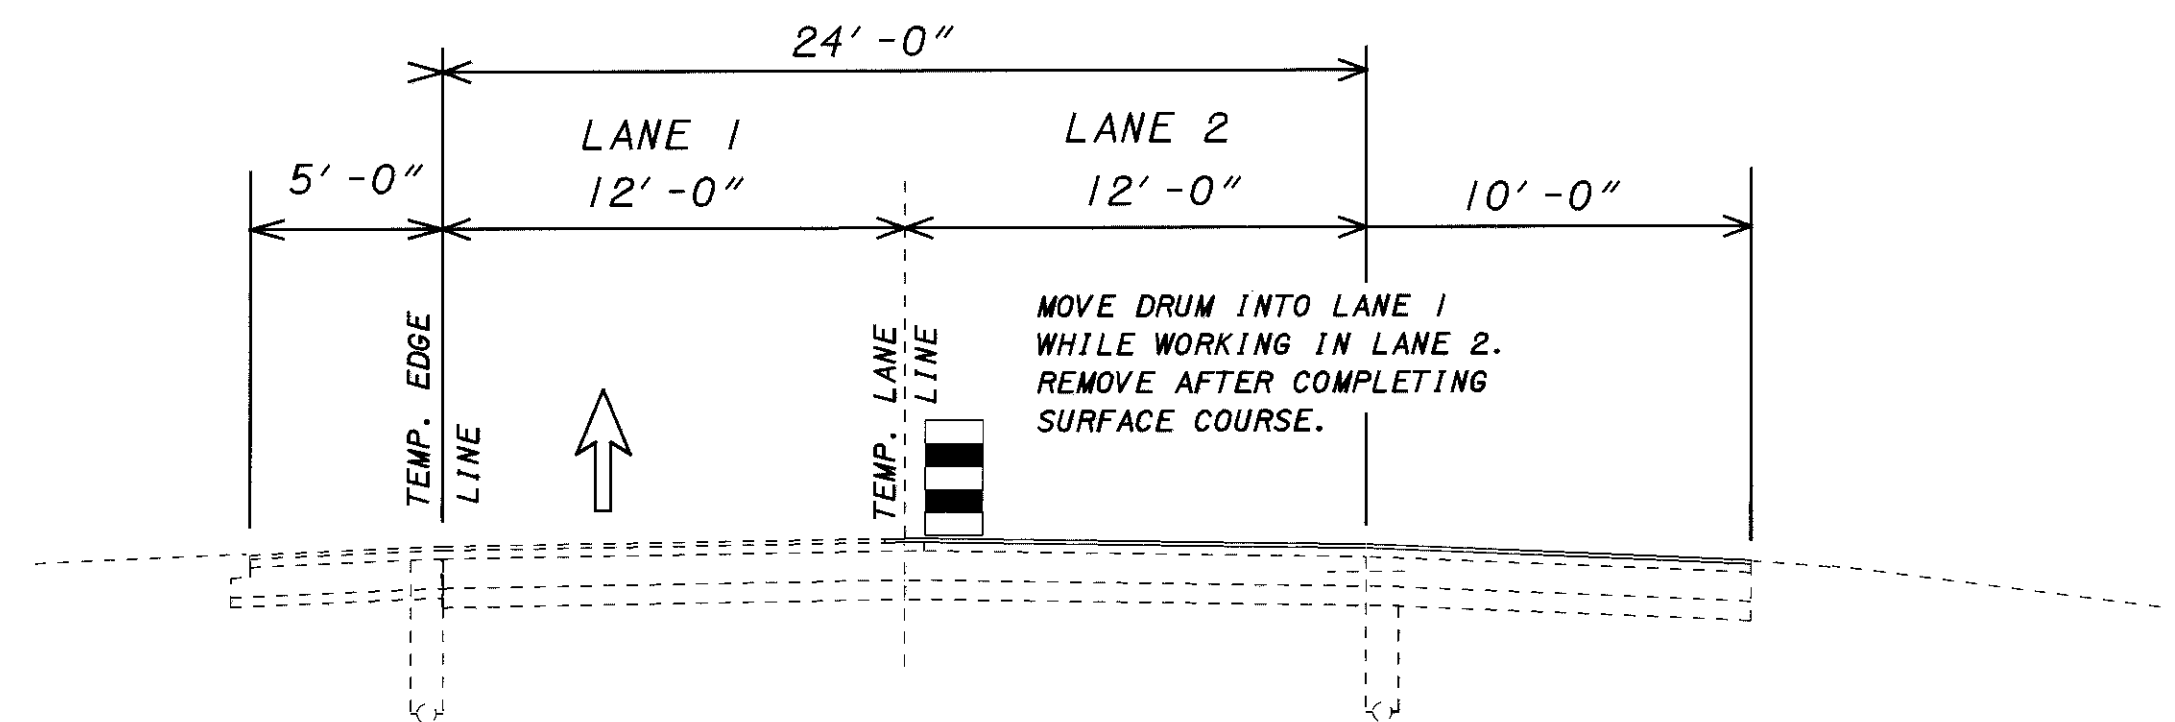 24'-0"
LANE 1
LANE 2
5'-0"
12'-0"
12'-0"
10'-0"
TEMP. EDGE
LINE
TEMP. LANE
LINE
MOVE DRUM INTO LANE 1
WHILE WORKING IN LANE 2.
REMOVE AFTER COMPLETING
SURFACE COURSE.